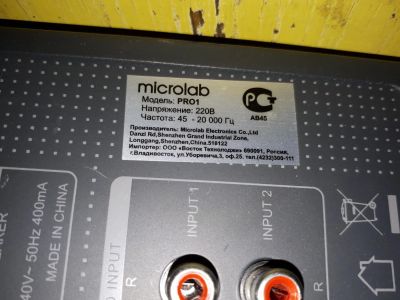 microlab
Модель: PRO1
Напряжение: 220В
Частота: 45 - 20 000 Гц
АВ45
Производитель: Microlab Electronics Co.,Ltd
Danzi Rd,Shenzhen Grand Industrial Zone,
Longgang,Shenzhen,China.518122
Импортер: ООО «Восток Технолоджи» 690091, Россия,
г.Владивосток, ул.Уборевича,3, оф.25. тел.(4232)300-111
INPUT 1
INPUT 2
R
R
INPUT
40V~ 50Hz 400mA
MADE IN CHINA